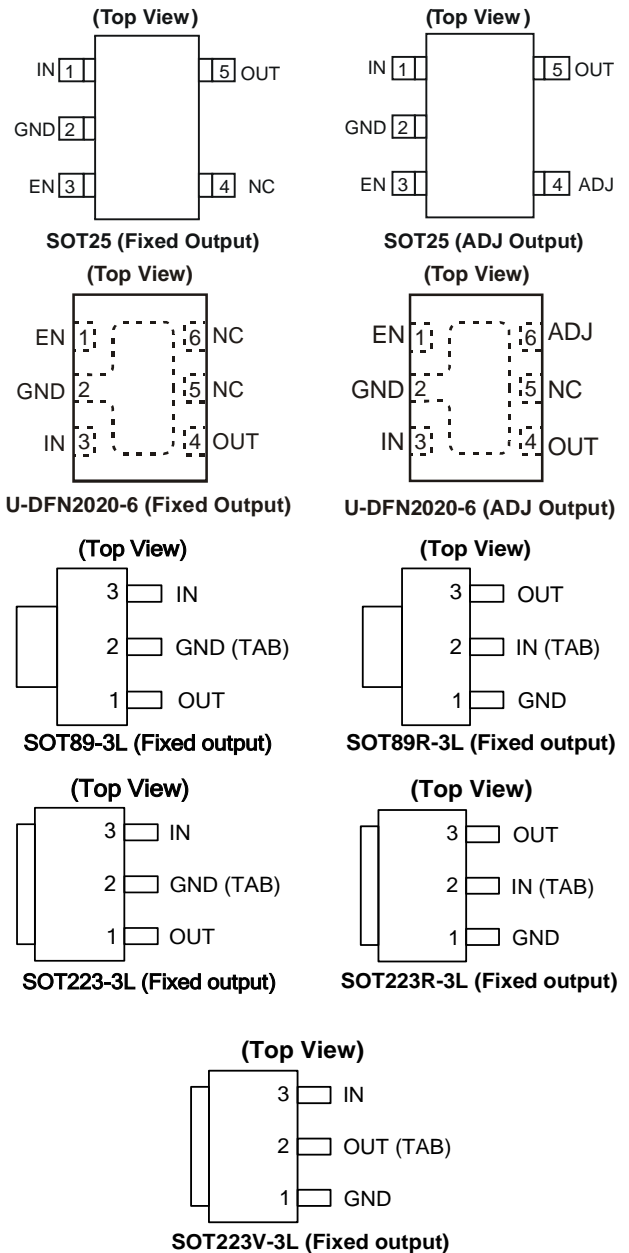 (Top View)
IN 1
5 OUT
GND 2
EN 3
4 NC
SOT25 (Fixed Output)
(Top View)
IN 1
5 OUT
GND 2
EN 3
4 ADJ
SOT25 (ADJ Output)
(Top View)
EN 1
6 NC
GND 2
5 NC
IN 3
4 OUT
U-DFN2020-6 (Fixed Output)
(Top View)
EN 1
6 ADJ
GND 2
5 NC
IN 3
4 OUT
U-DFN2020-6 (ADJ Output)
(Top View)
3 IN
2 GND (TAB)
1 OUT
SOT89-3L (Fixed output)
(Top View)
3 OUT
2 IN (TAB)
1 GND
SOT89R-3L (Fixed output)
(Top View)
3 IN
2 GND (TAB)
1 OUT
SOT223-3L (Fixed output)
(Top View)
3 OUT
2 IN (TAB)
1 GND
SOT223R-3L (Fixed output)
(Top View)
3 IN
2 OUT (TAB)
1 GND
SOT223V-3L (Fixed output)